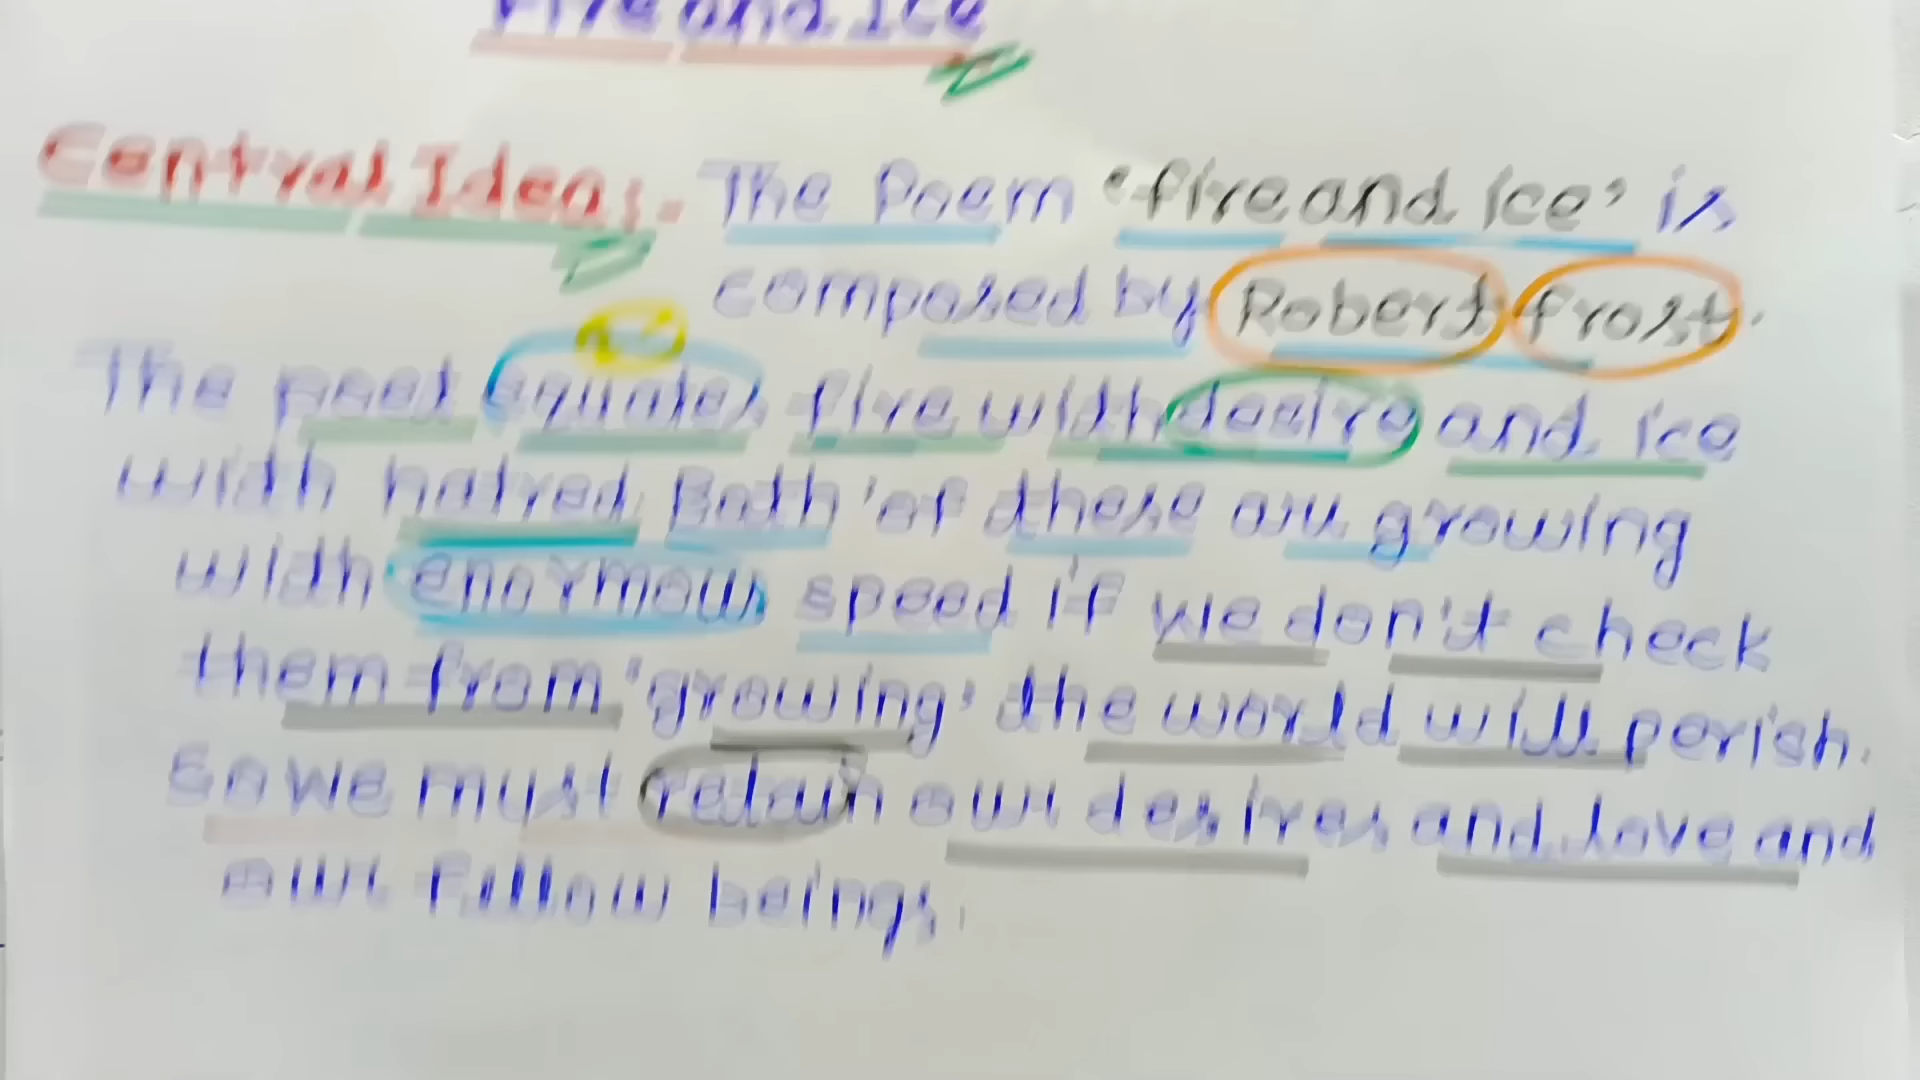 Fire and Ice
Central Ideas. The Poem 'fire and ice' is
composed by Robert frost.
The poet equates fire with desire and ice
with hatred Both 'of these are growing
with enormous speed if we don't check
them from 'growing' the world will perish.
So we must retain our desires and love and
our fellow beings.